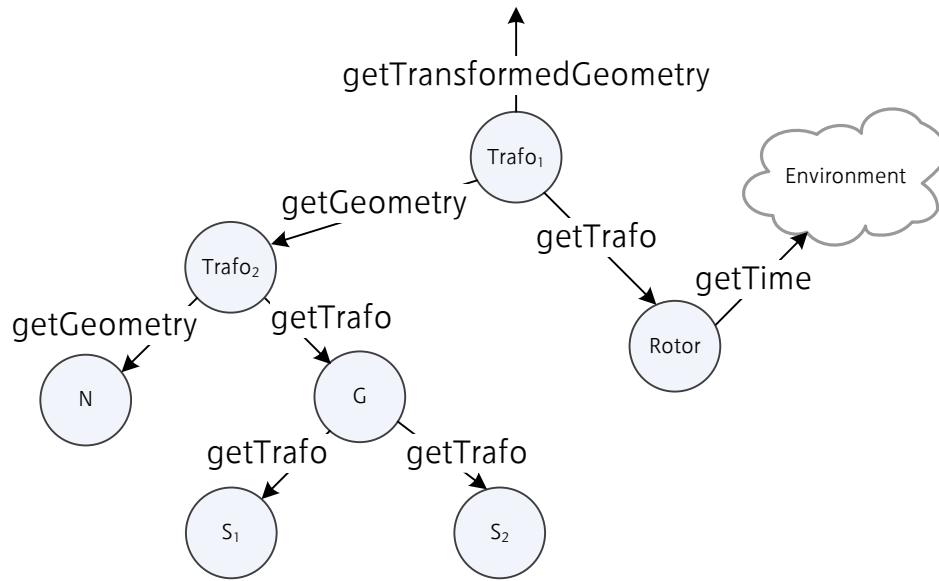 getTransformedGeometry
Trafo₁
Environment
getGeometry
getTrafo
Trafo₂
getTime
getGeometry
getTrafo
Rotor
N
G
getTrafo
getTrafo
S₁
S₂